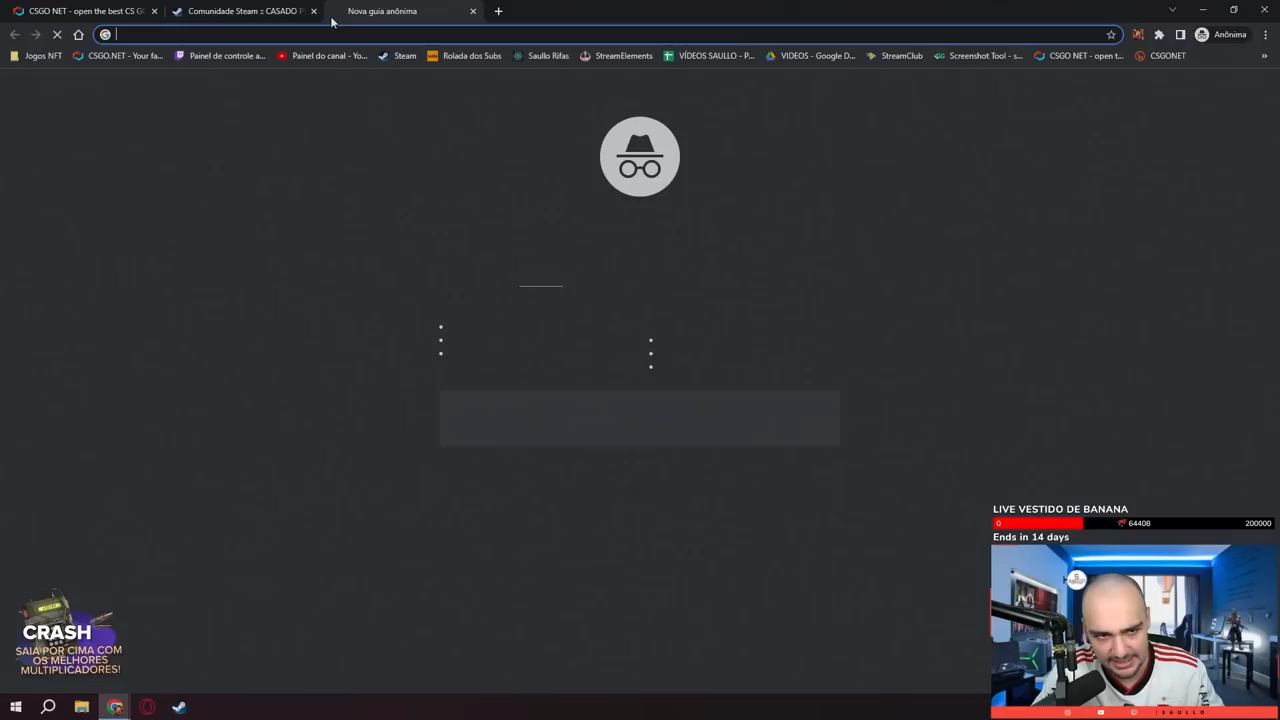 CSGO NET - open the best CS G
Comunidade Steam :: CASADO P
Nova guia anônima
Anônima
Jogos NFT
CSGO.NET - Your fa...
Painel de controle a...
Painel do canal - Yo...
Steam
Rolada dos Subs
Saullo Rifas
StreamElements
VÍDEOS SAULLO - P...
VIDEOS - Google D...
StreamClub
Screenshot Tool - s...
CSGO NET - open t...
CSGONET
LIVE VESTIDO DE BANANA
0
64408
200000
Ends in 14 days
CRASH
SAIA POR CIMA COM
OS MELHORES
MULTIPLICADORES!
ISAULLO